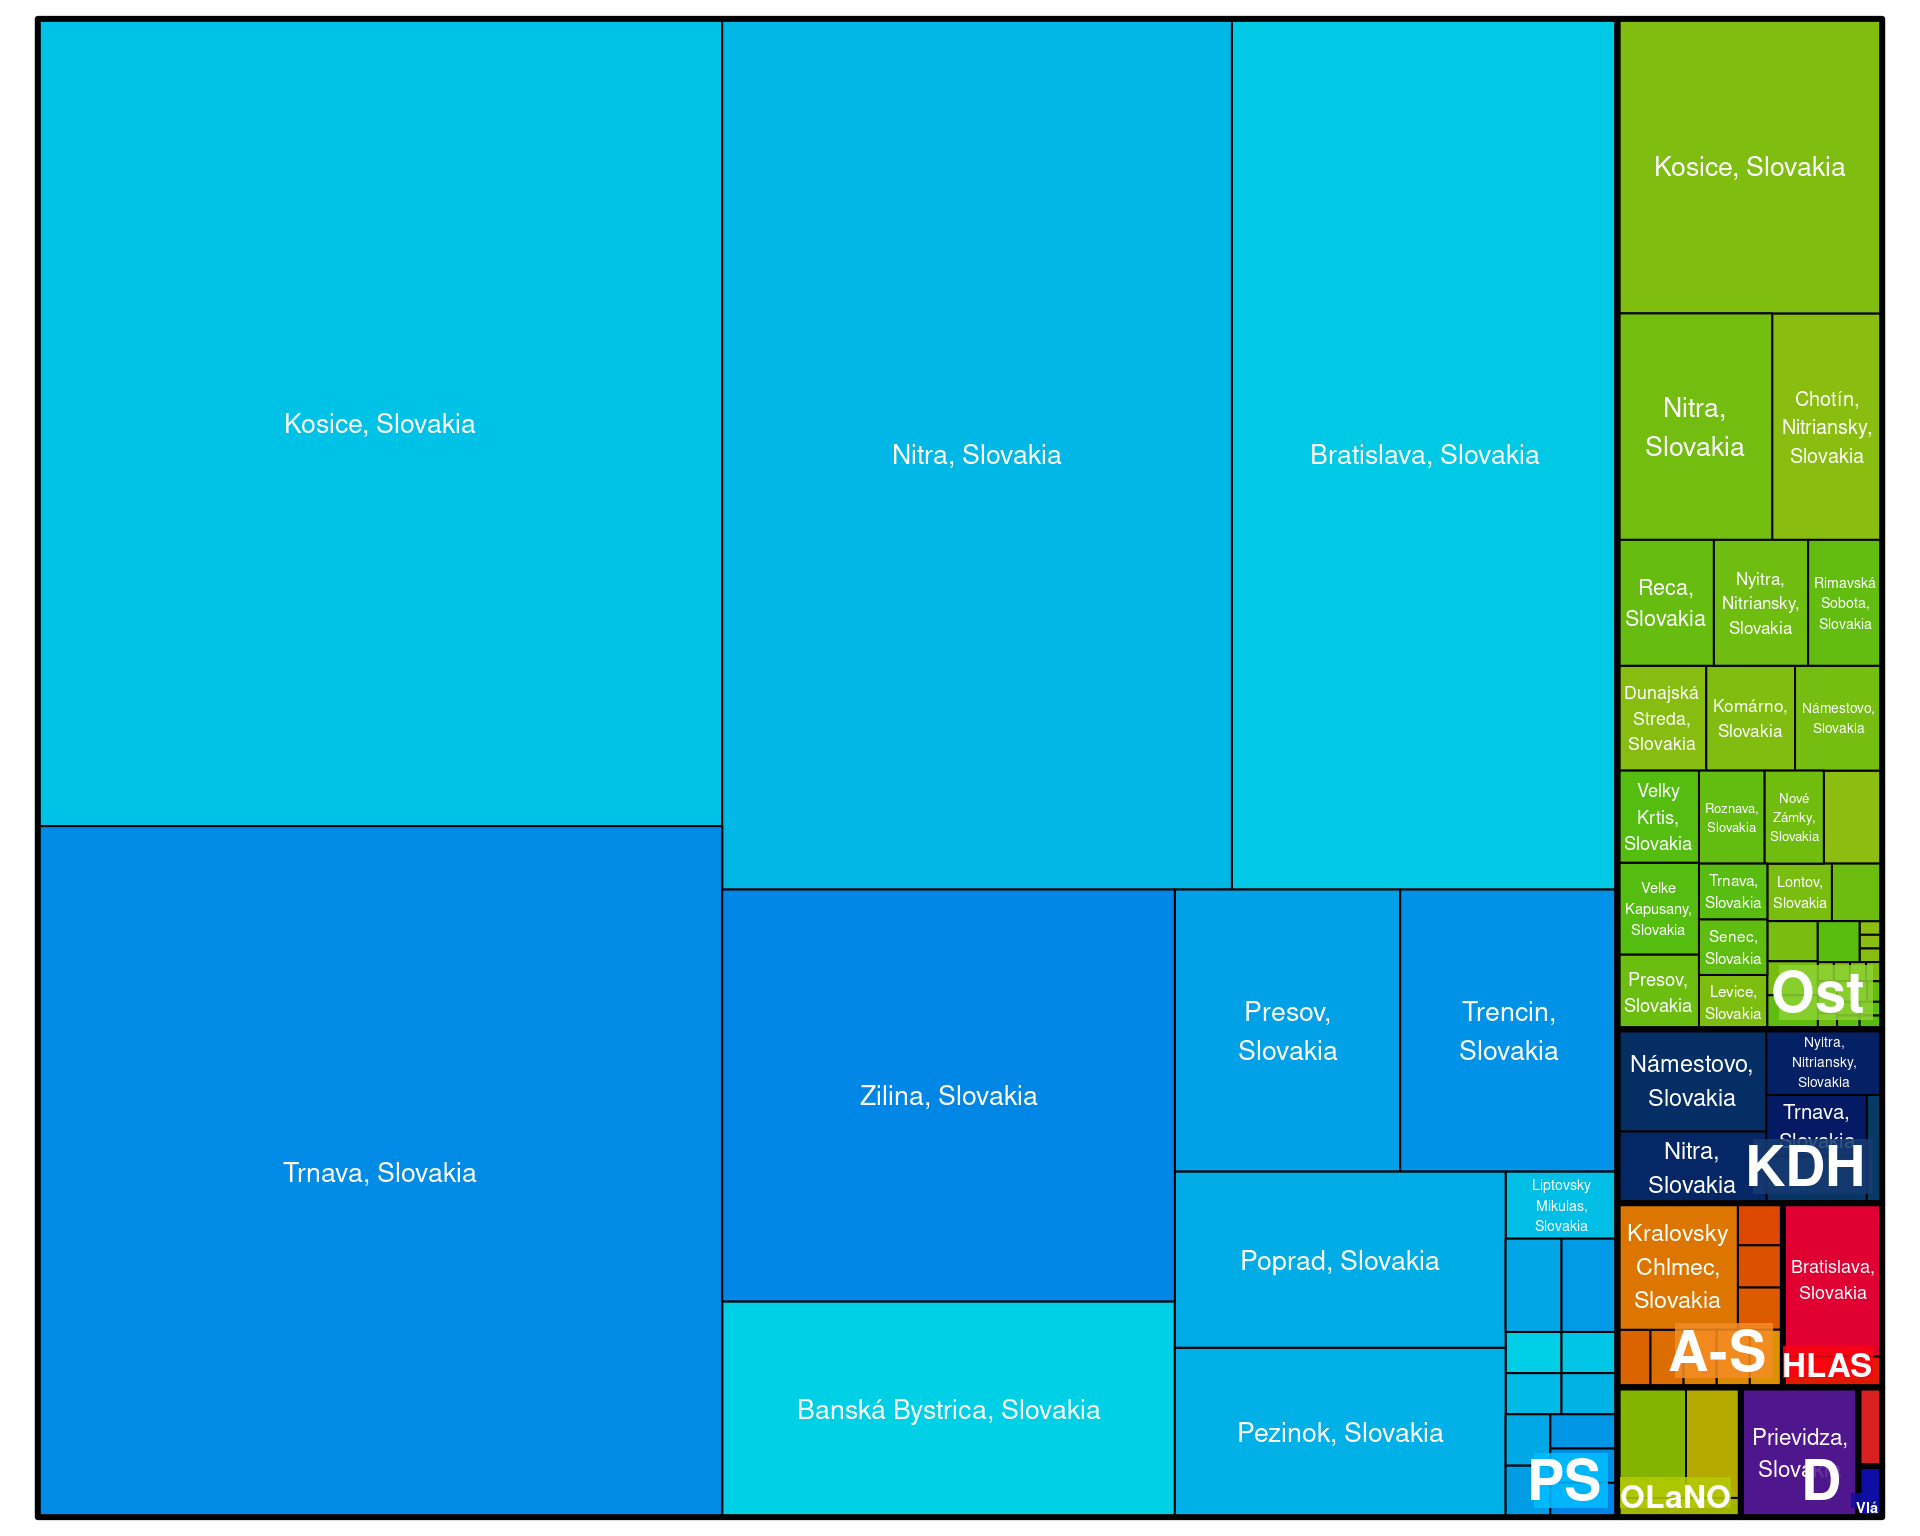 Kosice, Slovakia
Nitra, Slovakia
Bratislava, Slovakia
Trnava, Slovakia
Zilina, Slovakia
Banská Bystrica, Slovakia
Presov,
Slovakia
Trencin,
Slovakia
Poprad, Slovakia
Pezinok, Slovakia
Liptovsky
Mikulas,
Slovakia
PS
Kosice, Slovakia
Nitra,
Slovakia
Chotín,
Nitriansky,
Slovakia
Reca,
Slovakia
Nyitra,
Nitriansky,
Slovakia
Rimavská
Sobota,
Slovakia
Dunajská
Streda,
Slovakia
Komárno,
Slovakia
Námestovo,
Slovakia
Velky
Krtis,
Slovakia
Roznava,
Slovakia
Nové
Zámky,
Slovakia
Velke
Kapusany,
Slovakia
Trnava,
Slovakia
Lontov,
Slovakia
Senec,
Slovakia
Presov,
Slovakia
Levice,
Slovakia
Ost
Námestovo,
Slovakia
Nyitra,
Nitriansky,
Slovakia
Trnava,
Slovakia
Nitra,
Slovakia
KDH
Kralovsky
Chlmec,
Slovakia
A-S
Bratislava,
Slovakia
HLAS
OLaNO
Prievidza,
Slovakia
D
Vlá